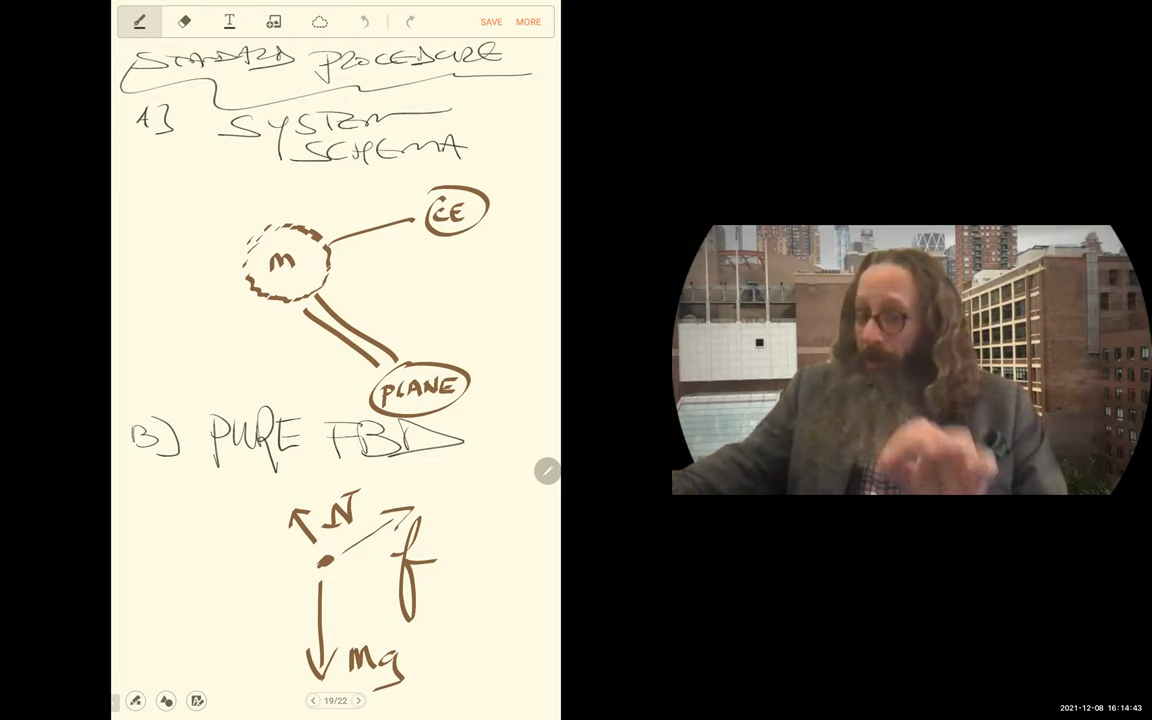 SAVE
MORE
STANDARD PROCEDURE
A) SYSTEM
SCHEMA
CE
M
PLANE
B) PURE FBD
N
f
mg
19/22
2021-12-08 16:14:43